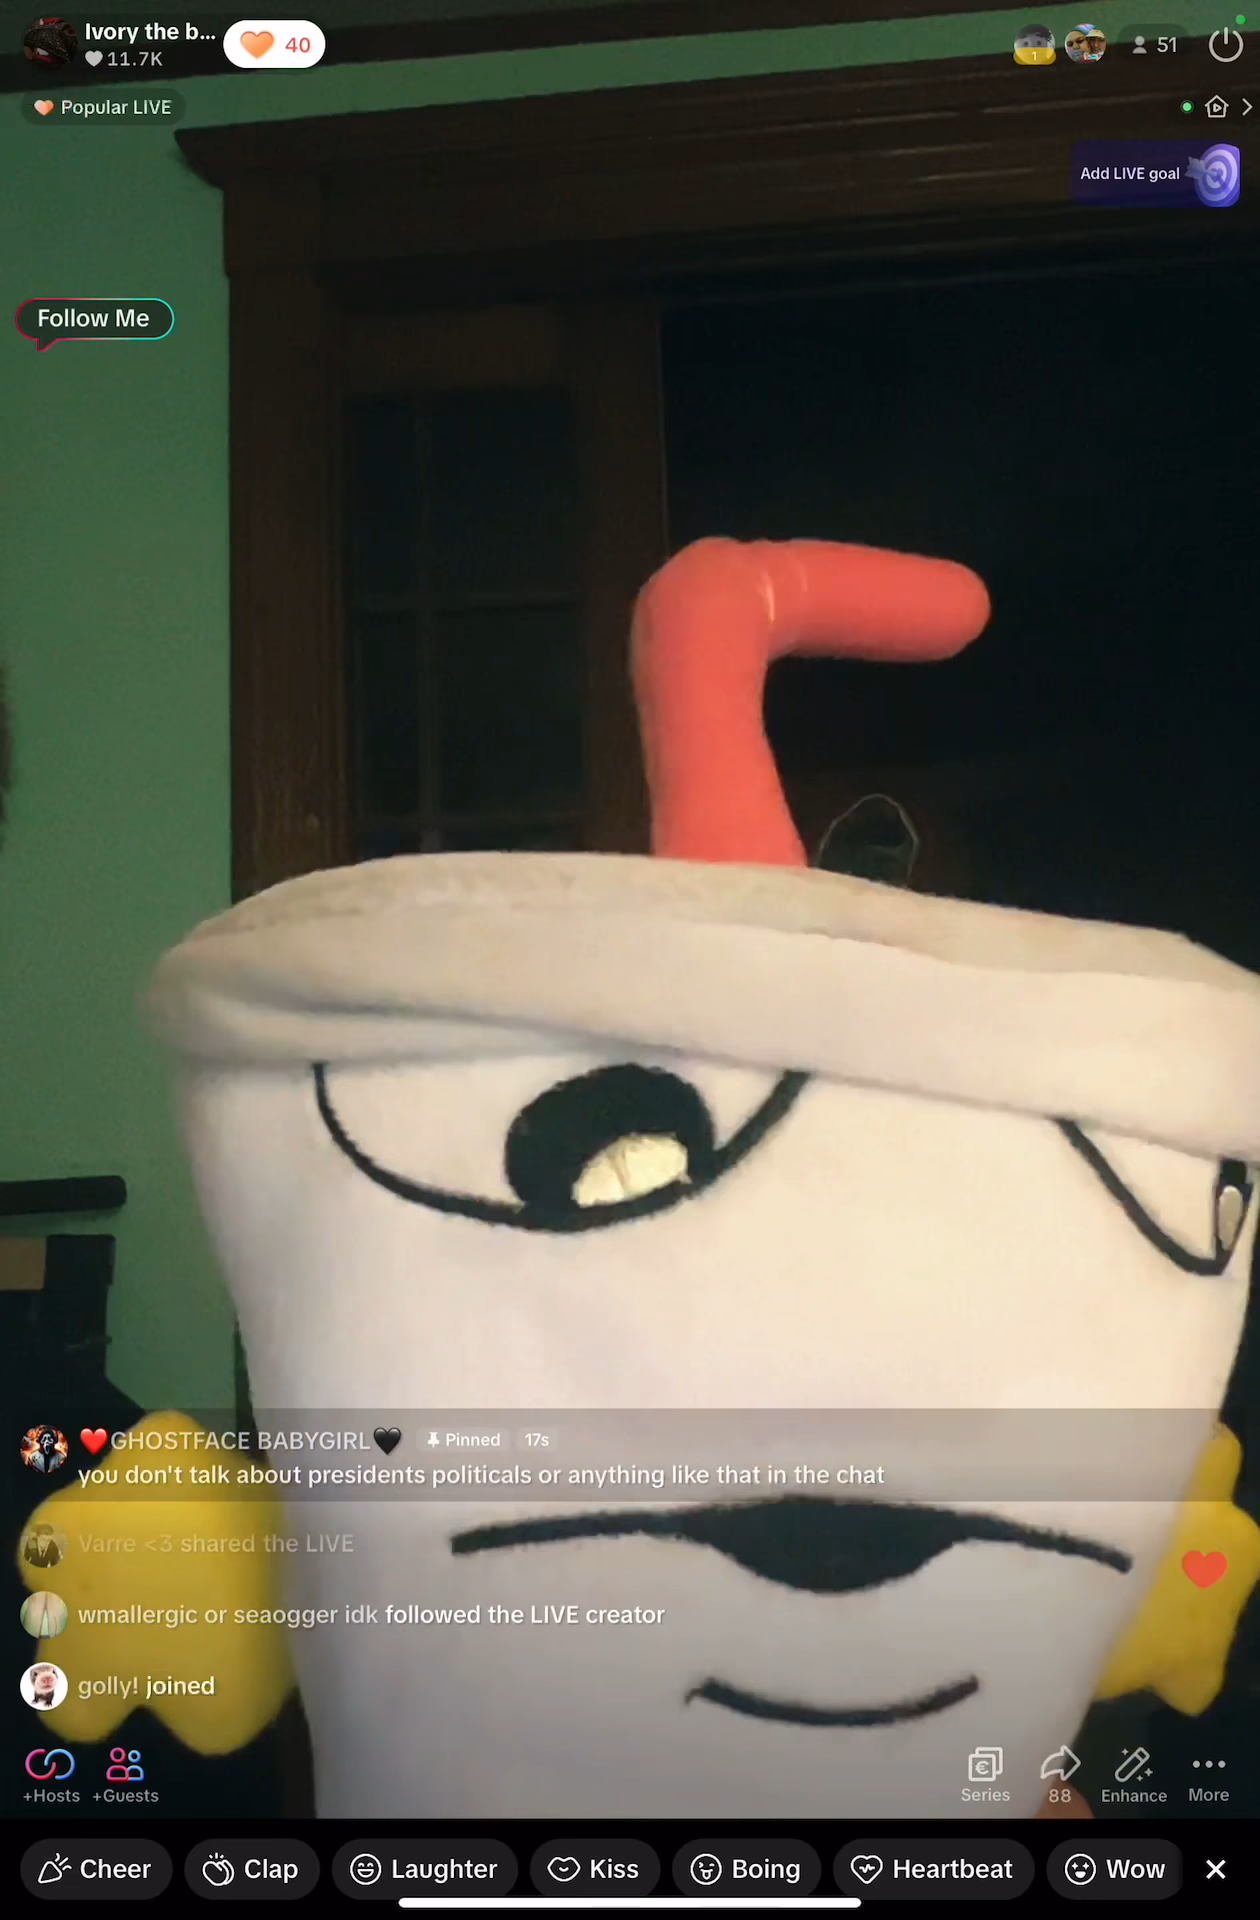 Ivory the b...
11.7K
40
1
51
Popular LIVE
Add LIVE goal
Follow Me
❤️GHOSTFACE BABYGIRL🖤 Pinned 17s
you don't talk about presidents politicals or anything like that in the chat
Varre <3 shared the LIVE
wmallergic or seaogger idk followed the LIVE creator
golly! joined
+Hosts
+Guests
Series
88
Enhance
More
Cheer
Clap
Laughter
Kiss
Boing
Heartbeat
Wow